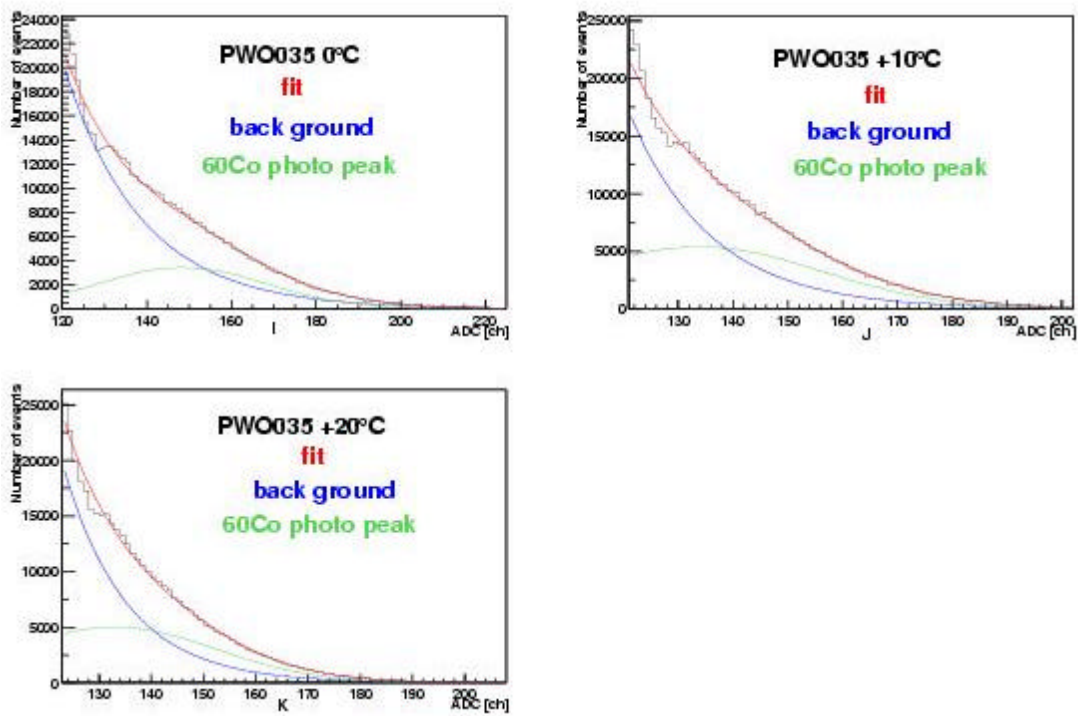 24000
22000
20000
18000
16000
14000
12000
10000
8000
6000
4000
2000
0
Number of events
PWO035 0°C
fit
back ground
60Co photo peak
120 140 160 180 200 220
I
ADC [ch]
25000
20000
15000
10000
5000
0
Number of events
PWO035 +10°C
fit
back ground
60Co photo peak
130 140 150 160 170 180 190 200
J
ADC [ch]
25000
20000
15000
10000
5000
0
Number of events
PWO035 +20°C
fit
back ground
60Co photo peak
130 140 150 160 170 180 190 200
K
ADC [ch]